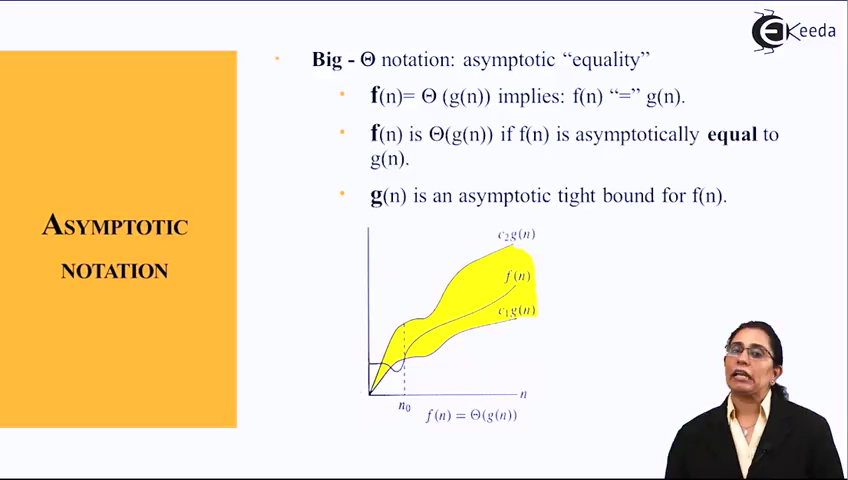 Keeda
Big - Θ notation: asymptotic “equality”
f(n)= Θ (g(n)) implies: f(n) “=” g(n).
f(n) is Θ(g(n)) if f(n) is asymptotically equal to
g(n).
g(n) is an asymptotic tight bound for f(n).
ASYMPTOTIC
NOTATION
c₂g(n)
f(n)
c₁g(n)
n
n₀
f(n) = Θ(g(n))